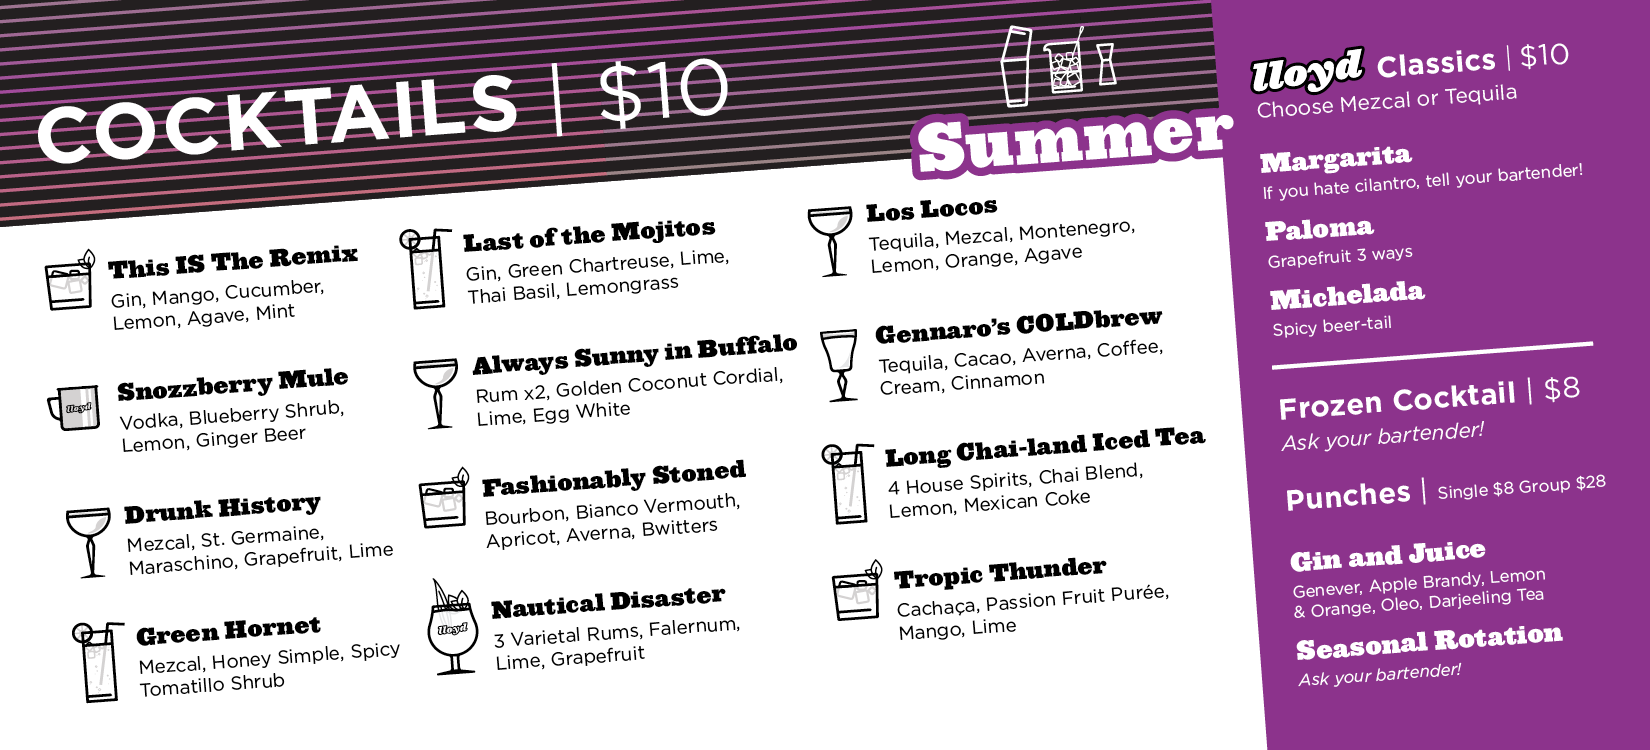 COCKTAILS | $10
Summer
This IS The Remix
Gin, Mango, Cucumber,
Lemon, Agave, Mint
Snozzberry Mule
lloyd
Vodka, Blueberry Shrub,
Lemon, Ginger Beer
Drunk History
Mezcal, St. Germaine,
Maraschino, Grapefruit, Lime
Green Hornet
Mezcal, Honey Simple, Spicy
Tomatillo Shrub
Last of the Mojitos
Gin, Green Chartreuse, Lime,
Thai Basil, Lemongrass
Always Sunny in Buffalo
Rum x2, Golden Coconut Cordial,
Lime, Egg White
Fashionably Stoned
Bourbon, Bianco Vermouth,
Apricot, Averna, Bwitters
Nautical Disaster
lloyd
3 Varietal Rums, Falernum,
Lime, Grapefruit
Los Locos
Tequila, Mezcal, Montenegro,
Lemon, Orange, Agave
Gennaro's COLDbrew
Tequila, Cacao, Averna, Coffee,
Cream, Cinnamon
Long Chai-land Iced Tea
4 House Spirits, Chai Blend,
Lemon, Mexican Coke
Tropic Thunder
Cachaça, Passion Fruit Purée,
Mango, Lime
lloyd Classics | $10
Choose Mezcal or Tequila
Margarita
If you hate cilantro, tell your bartender!
Paloma
Grapefruit 3 ways
Michelada
Spicy beer-tail
Frozen Cocktail | $8
Ask your bartender!
Punches | Single $8 Group $28
Gin and Juice
Genever, Apple Brandy, Lemon
& Orange, Oleo, Darjeeling Tea
Seasonal Rotation
Ask your bartender!